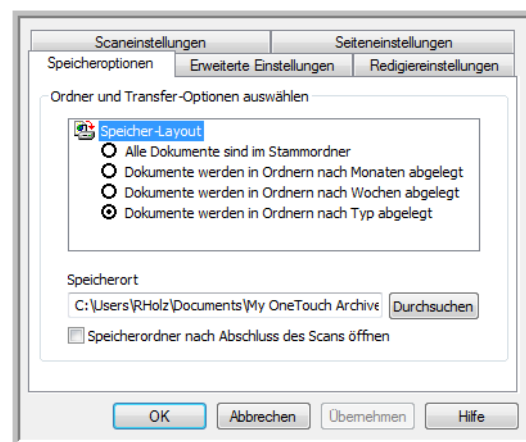 Scaneinstellungen Seiteneinstellungen
Speicheroptionen Erweiterte Einstellungen Redigiereinstellungen
Ordner und Transfer-Optionen auswählen
Speicher-Layout
Alle Dokumente sind im Stammordner
Dokumente werden in Ordnern nach Monaten abgelegt
Dokumente werden in Ordnern nach Wochen abgelegt
Dokumente werden in Ordnern nach Typ abgelegt
Speicherort
C:\Users\RHolz\Documents\My OneTouch Archive Durchsuchen
Speicherordner nach Abschluss des Scans öffnen
OK Abbrechen Übernehmen Hilfe